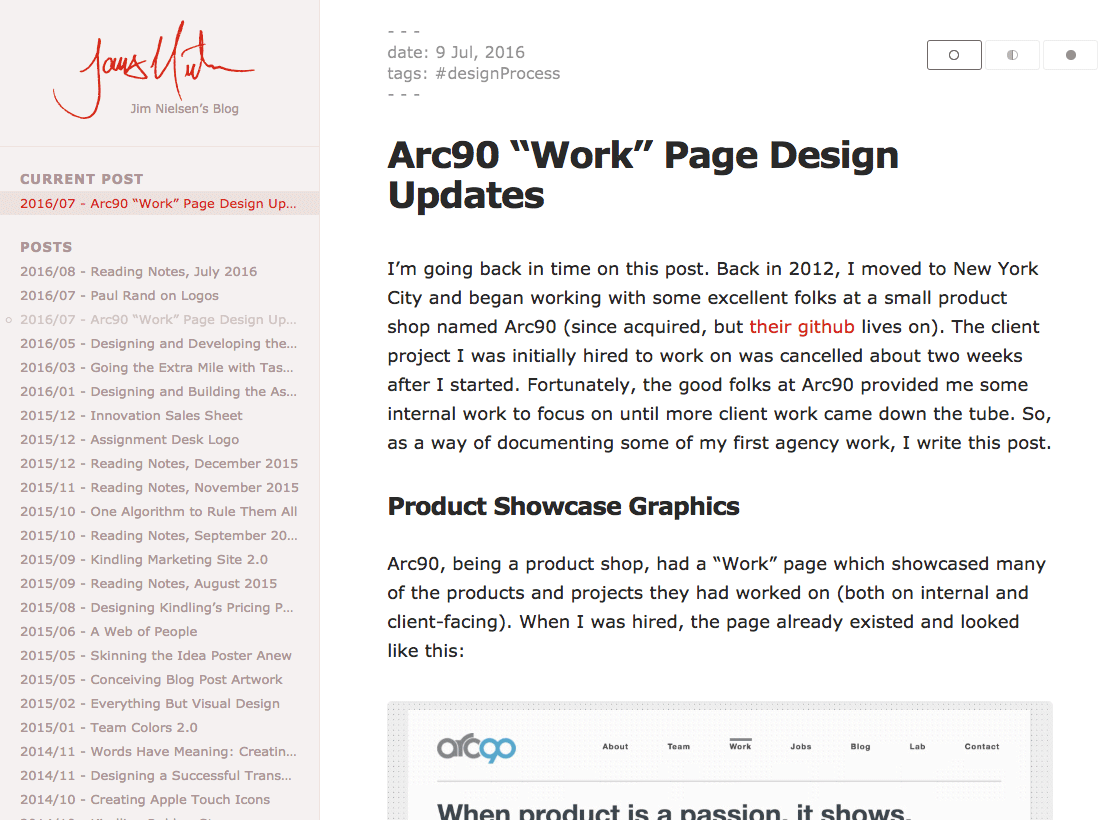 Jim Nielsen’s Blog
CURRENT POST
2016/07 - Arc90 “Work” Page Design Up...
POSTS
2016/08 - Reading Notes, July 2016
2016/07 - Paul Rand on Logos
2016/07 - Arc90 “Work” Page Design Up...
2016/05 - Designing and Developing the...
2016/03 - Going the Extra Mile with Tas...
2016/01 - Designing and Building the As...
2015/12 - Innovation Sales Sheet
2015/12 - Assignment Desk Logo
2015/12 - Reading Notes, December 2015
2015/11 - Reading Notes, November 2015
2015/10 - One Algorithm to Rule Them All
2015/10 - Reading Notes, September 20...
2015/09 - Kindling Marketing Site 2.0
2015/09 - Reading Notes, August 2015
2015/08 - Designing Kindling’s Pricing P...
2015/06 - A Web of People
2015/05 - Skinning the Idea Poster Anew
2015/05 - Conceiving Blog Post Artwork
2015/02 - Everything But Visual Design
2015/01 - Team Colors 2.0
2014/11 - Words Have Meaning: Creatin...
2014/11 - Designing a Successful Trans...
2014/10 - Creating Apple Touch Icons
- - -
date: 9 Jul, 2016
tags: #designProcess
- - -
Arc90 “Work” Page Design
Updates
I’m going back in time on this post. Back in 2012, I moved to New York
City and began working with some excellent folks at a small product
shop named Arc90 (since acquired, but their github lives on). The client
project I was initially hired to work on was cancelled about two weeks
after I started. Fortunately, the good folks at Arc90 provided me some
internal work to focus on until more client work came down the tube. So,
as a way of documenting some of my first agency work, I write this post.
Product Showcase Graphics
Arc90, being a product shop, had a “Work” page which showcased many
of the products and projects they had worked on (both on internal and
client-facing). When I was hired, the page already existed and looked
like this:
arc90
About Team Work Jobs Blog Lab Contact
When product is a passion, it shows.